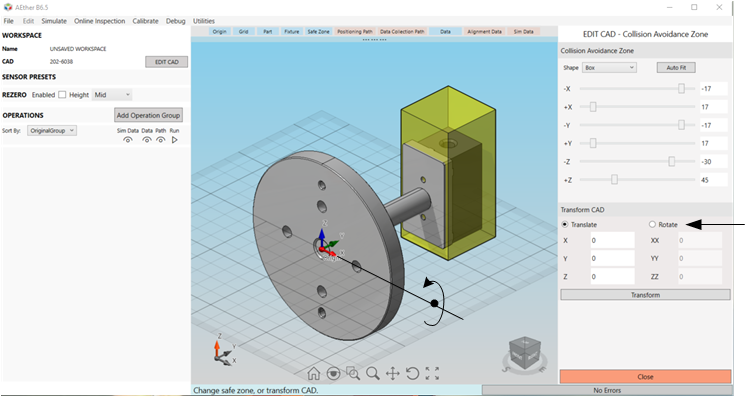 AEther B6.5
File Edit Simulate Online Inspection Calibrate Debug Utilities
WORKSPACE
Name UNSAVED WORKSPACE
CAD 202-6038 EDIT CAD
SENSOR PRESETS
REZERO Enabled Height Mid
OPERATIONS Add Operation Group
Sort By: OriginalGroup Sim Data Data Path Run
Origin Grid Part Fixture Safe Zone Positioning Path Data Collection Path Data Alignment Data Sim Data
Z
Y
X
Z
Y
X
S
Change safe zone, or transform CAD.
EDIT CAD - Collision Avoidance Zone
Collision Avoidance Zone
Shape Box Auto Fit
-X -17
+X 17
-Y -17
+Y 17
-Z -30
+Z 45
Transform CAD
Translate Rotate
X 0 XX 0
Y 0 YY 0
Z 0 ZZ 0
Transform
Close
No Errors